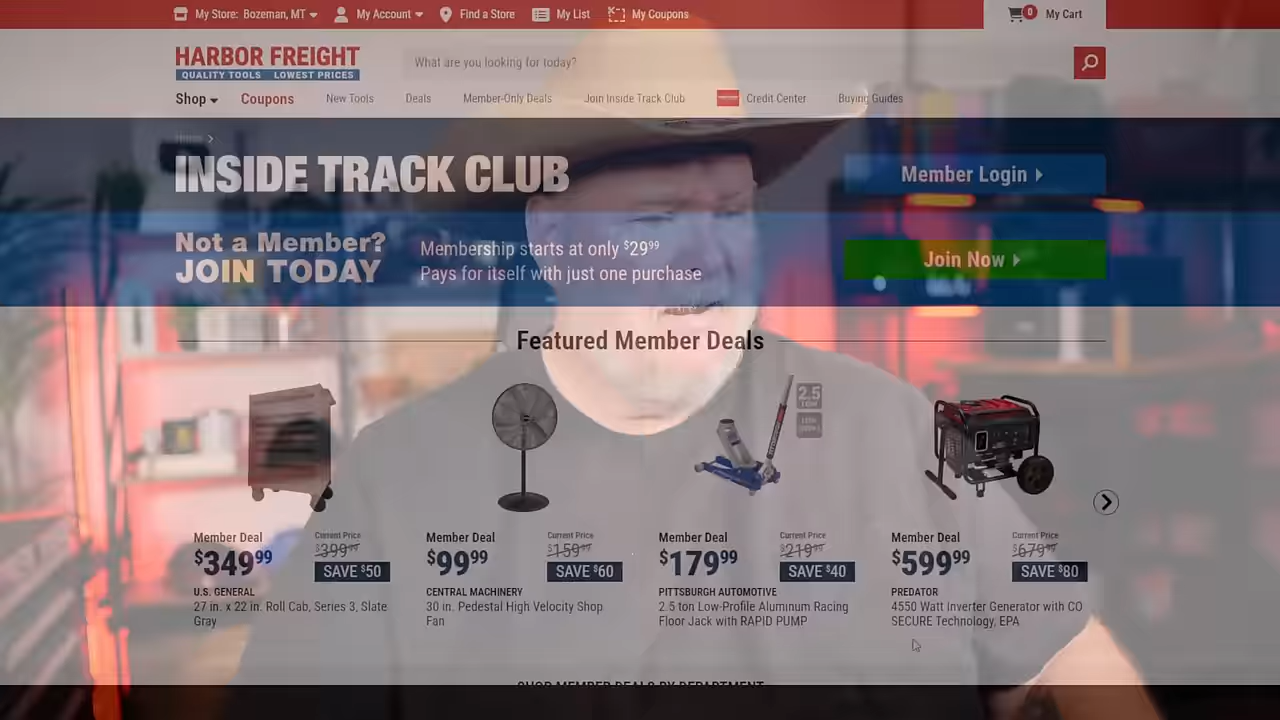 My Store: Bozeman, MT
My Account
Find a Store
My List
My Coupons
0
My Cart
HARBOR FREIGHT
QUALITY TOOLS LOWEST PRICES
What are you looking for today?
Shop
Coupons
New Tools
Deals
Member-Only Deals
Join Inside Track Club
Credit Center
Buying Guides
Home
INSIDE TRACK CLUB
Member Login
Not a Member?
JOIN TODAY
Membership starts at only $29.99
Pays for itself with just one purchase
Join Now
Featured Member Deals
2.5
Member Deal
$349.99
Current Price
$399.99
SAVE $50
U.S. GENERAL
27 in. x 22 in. Roll Cab, Series 3, Slate
Gray
Member Deal
$99.99
Current Price
$159.99
SAVE $60
CENTRAL MACHINERY
30 in. Pedestal High Velocity Shop
Fan
Member Deal
$179.99
Current Price
$219.99
SAVE $40
PITTSBURGH AUTOMOTIVE
2.5 ton Low-Profile Aluminum Racing
Floor Jack with RAPID PUMP
Member Deal
$599.99
Current Price
$679.99
SAVE $80
PREDATOR
4550 Watt Inverter Generator with CO
SECURE Technology, EPA
SHOP MEMBER DEALS BY DEPARTMENT